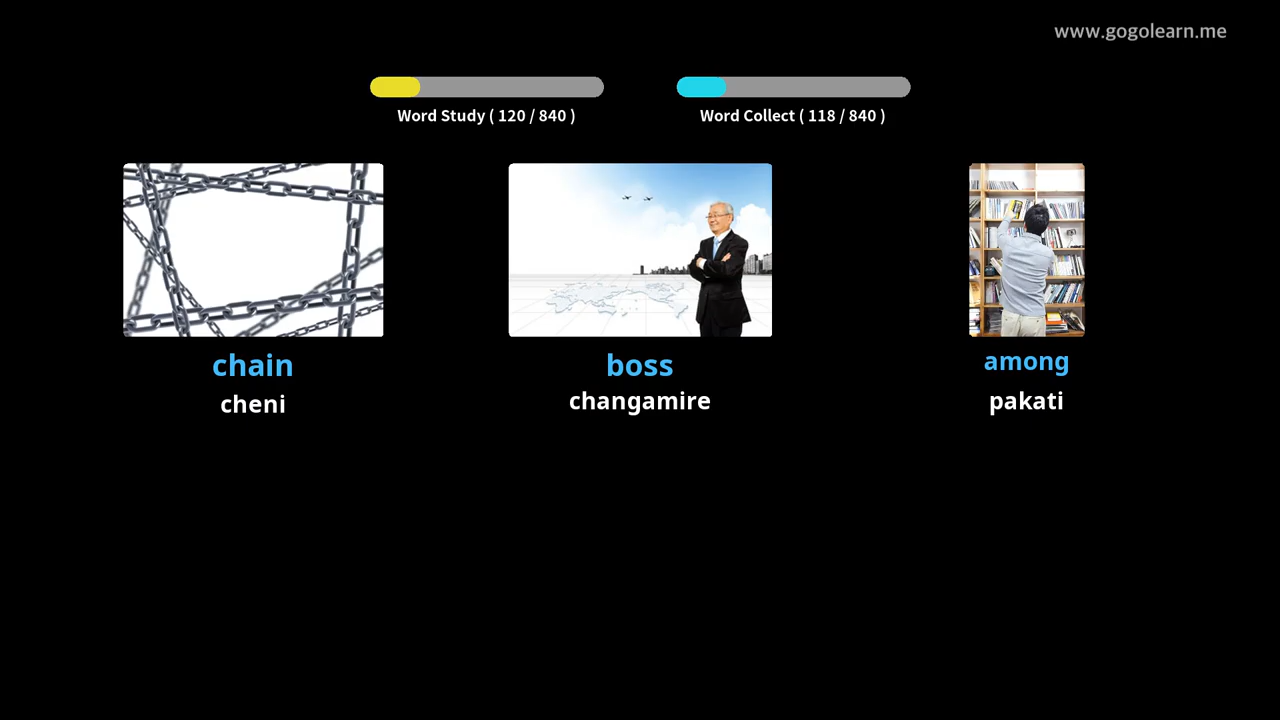 www.gogolearn.me
Word Study ( 120 / 840 )
Word Collect ( 118 / 840 )
chain
cheni
boss
changamire
among
pakati